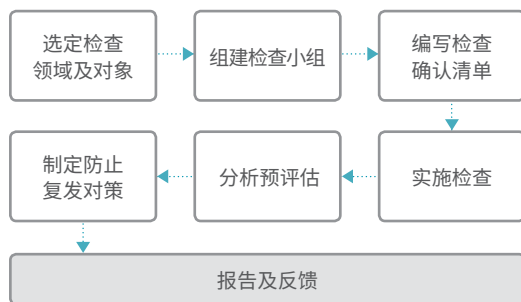 选定检查
领域及对象
组建检查小组
编写检查
确认清单
实施检查
分析预评估
制定防止
复发对策
报告及反馈